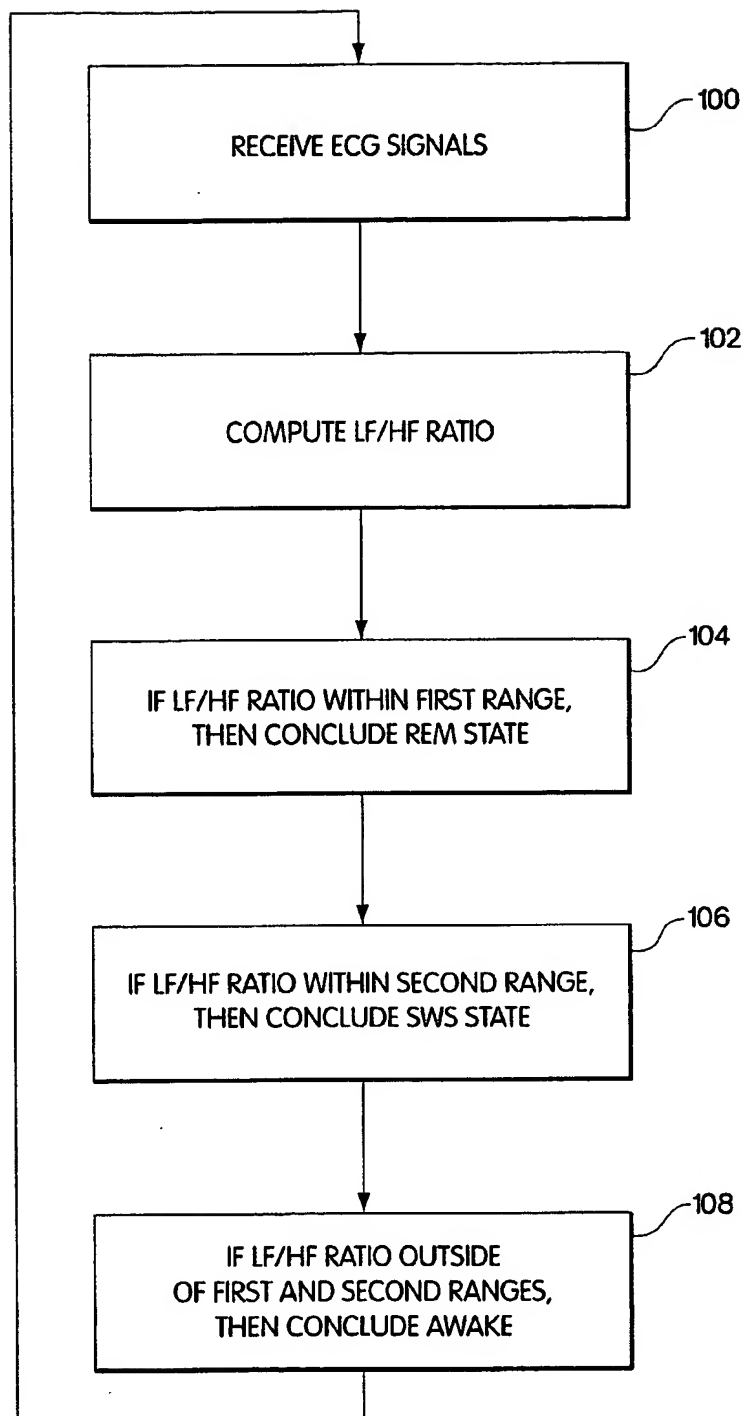 100
RECEIVE ECG SIGNALS
102
COMPUTE LF/HF RATIO
104
IF LF/HF RATIO WITHIN FIRST RANGE,
THEN CONCLUDE REM STATE
106
IF LF/HF RATIO WITHIN SECOND RANGE,
THEN CONCLUDE SWS STATE
108
IF LF/HF RATIO OUTSIDE
OF FIRST AND SECOND RANGES,
THEN CONCLUDE AWAKE